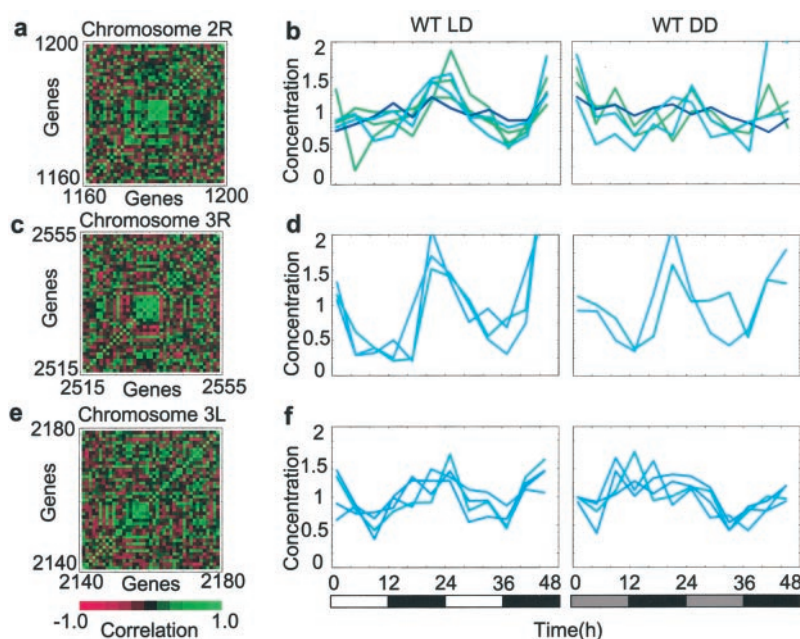 a Chromosome 2R
1200
Genes
1160
1160 1200
Genes
b WT LD WT DD
2
1.5
1
0.5
0
Concentration
c Chromosome 3R
2555
Genes
2515
2515 2555
Genes
d
2
1.5
1
0.5
0
Concentration
e Chromosome 3L
2180
Genes
2140
2140 2180
Genes
-1.0 1.0
Correlation
f
2
1.5
1
0.5
0
Concentration
0 12 24 36 48 0 12 24 36 48
Time(h)